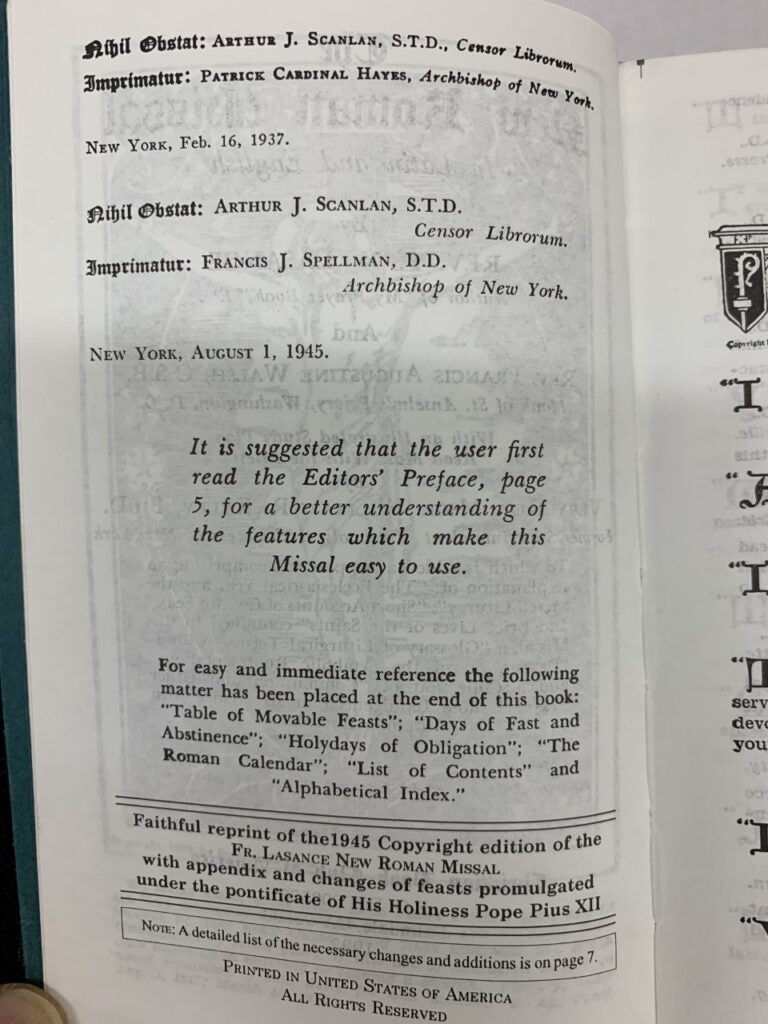 Nihil Obstat: ARTHUR J. SCANLAN, S.T.D., Censor Librorum.
Imprimatur: PATRICK CARDINAL HAYES, Archbishop of New York.
NEW YORK, Feb. 16, 1937.
Nihil Obstat: ARTHUR J. SCANLAN, S.T.D.
Censor Librorum.
Imprimatur: FRANCIS J. SPELLMAN, D.D.
Archbishop of New York.
NEW YORK, AUGUST 1, 1945.
It is suggested that the user first
read the Editors' Preface, page
5, for a better understanding of
the features which make this
Missal easy to use.
For easy and immediate reference the following
matter has been placed at the end of this book:
"Table of Movable Feasts"; "Days of Fast and
Abstinence"; "Holydays of Obligation"; "The
Roman Calendar"; "List of Contents" and
"Alphabetical Index."
Faithful reprint of the1945 Copyright edition of the
FR. LASANCE NEW ROMAN MISSAL
with appendix and changes of feasts promulgated
under the pontificate of His Holiness Pope Pius XII
NOTE: A detailed list of the necessary changes and additions is on page 7.
PRINTED IN UNITED STATES OF AMERICA
ALL RIGHTS RESERVED
Copyright
"I
"I
serv
devo
you